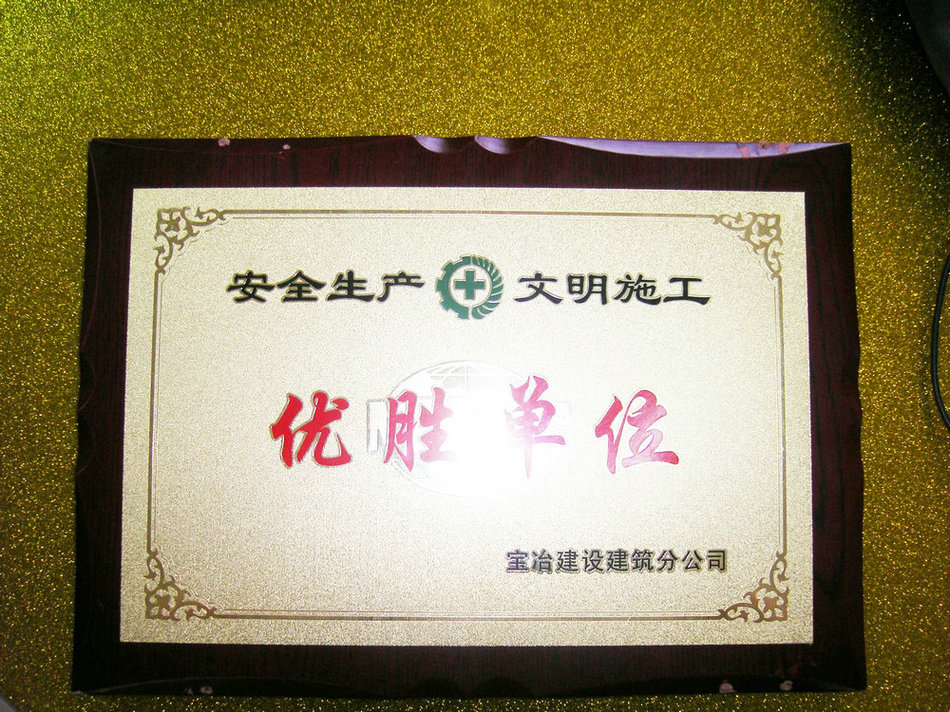 安全生产 文明施工
优胜单位
宝冶建设建筑分公司